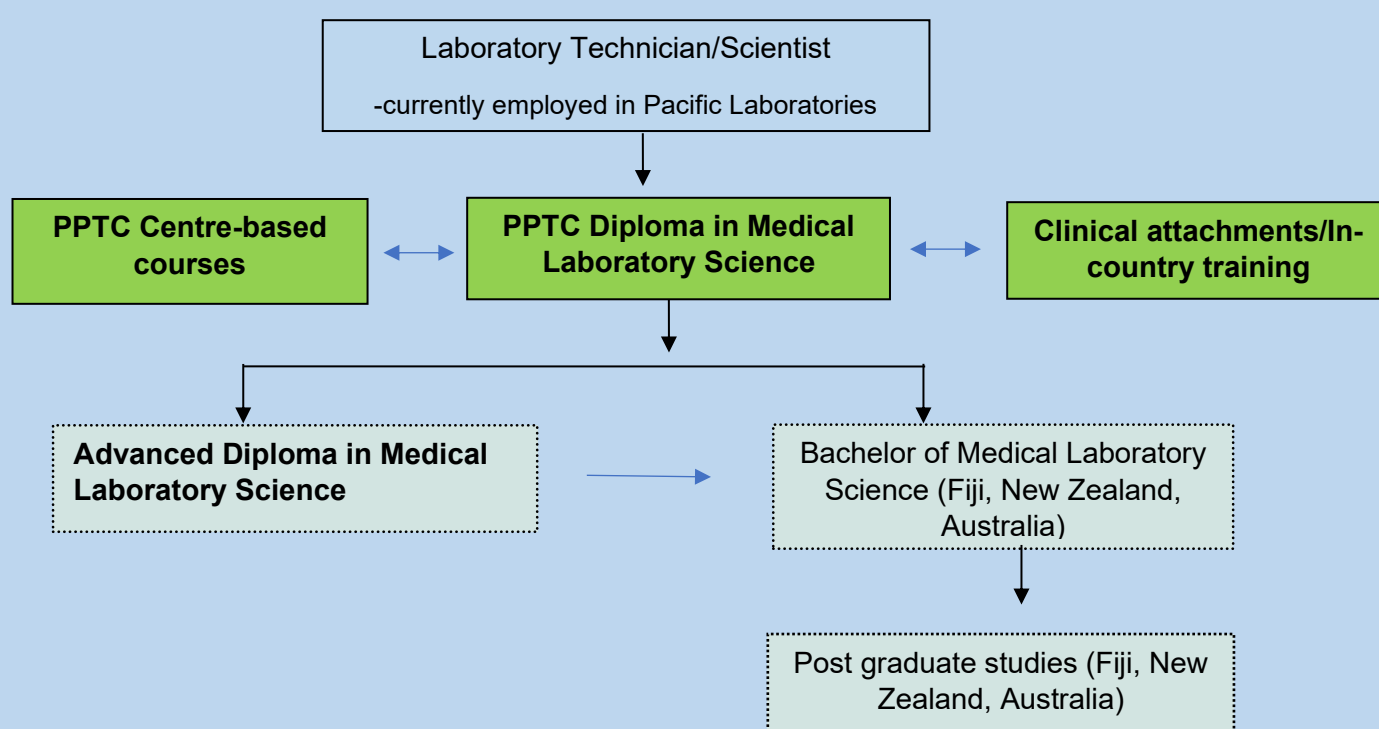 Laboratory Technician/Scientist
-currently employed in Pacific Laboratories
PPTC Centre-based
courses
PPTC Diploma in Medical
Laboratory Science
Clinical attachments/In-
country training
Advanced Diploma in Medical
Laboratory Science
Bachelor of Medical Laboratory
Science (Fiji, New Zealand,
Australia)
Post graduate studies (Fiji, New
Zealand, Australia)